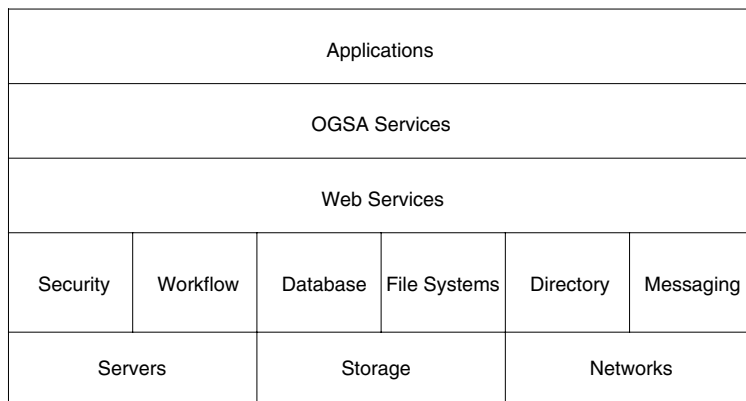 Applications
OGSA Services
Web Services
Security Workflow Database File Systems Directory Messaging
Servers Storage Networks